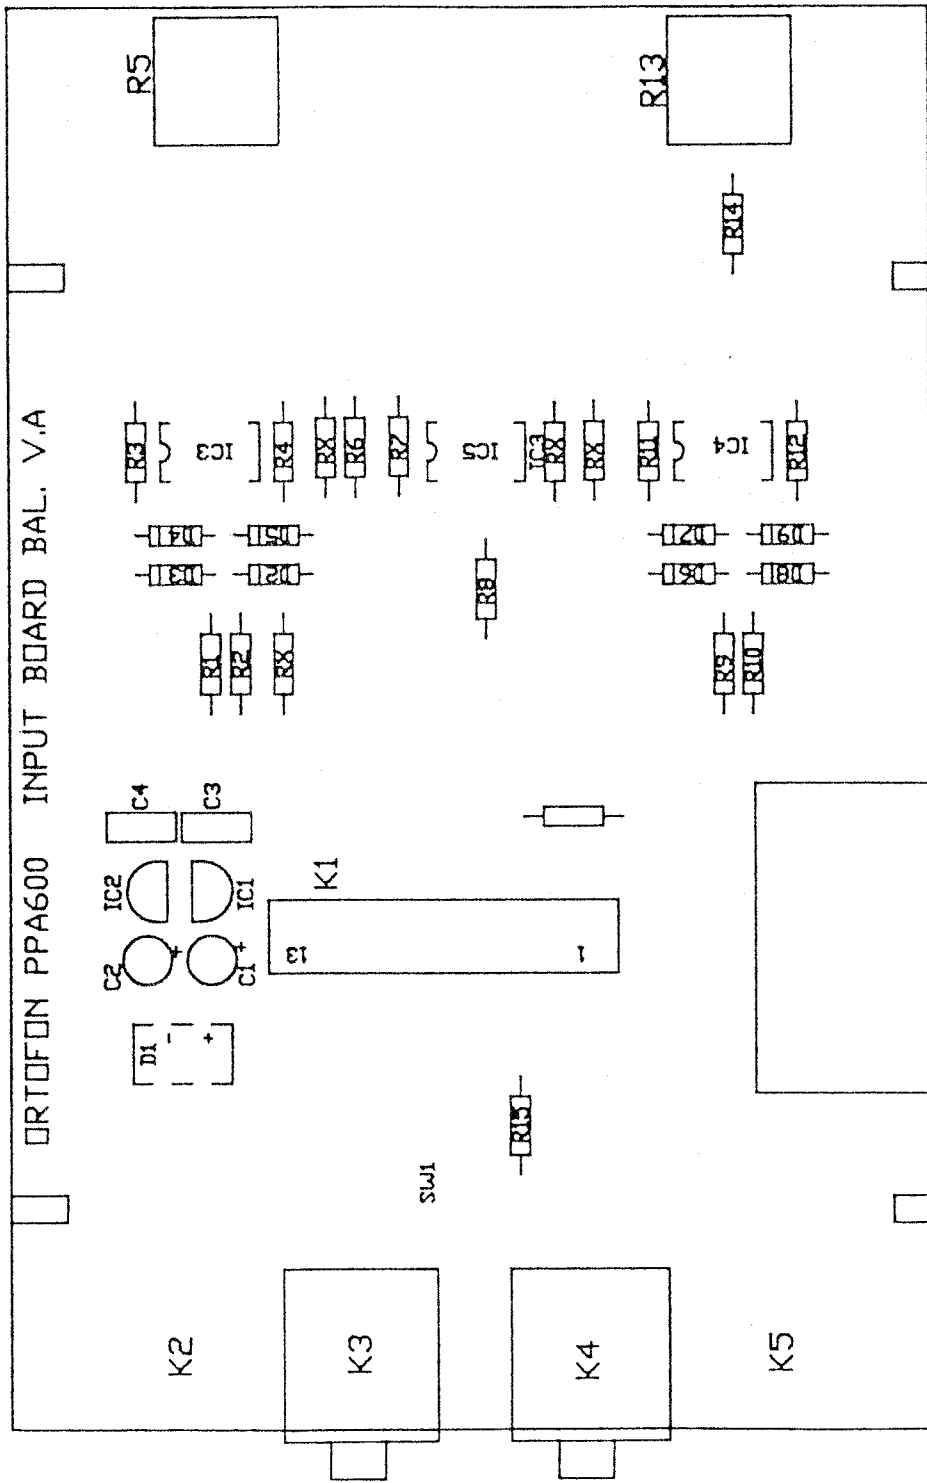 ORTOFON PPA600 INPUT BOARD BAL. V.A
R5
R13
R14
R3
IC3
R4
RX
R6
R7
IC5
IC3
RX
RX
R11
IC4
R12
D4
D5
D7
D9
D3
D2
D6
D8
R8
R1
R2
RX
R9
R10
C4
C3
IC2
IC1
K1
C2
+
C1
+
13
1
D1
-
+
R15
SW1
K2
K3
K4
K5